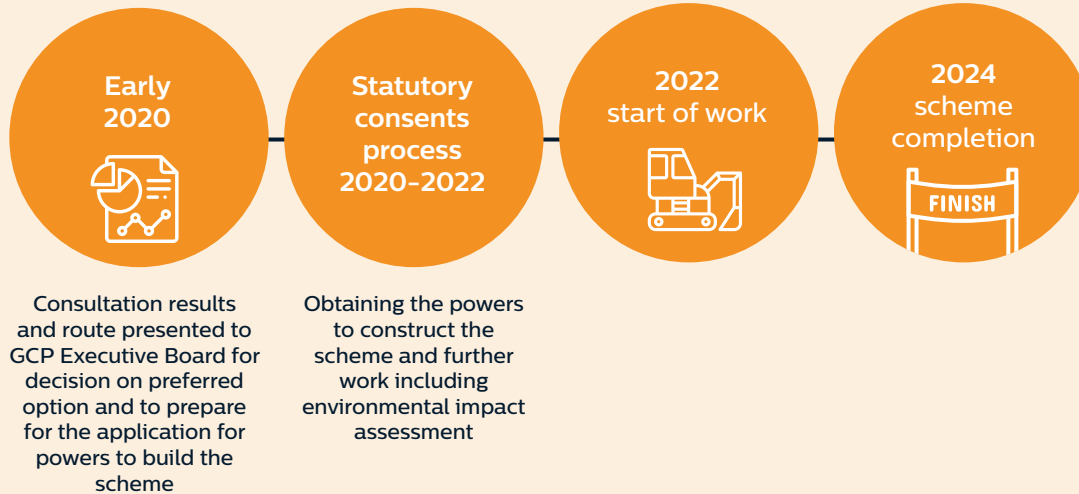 Early
2020
Statutory
consents
process
2020-2022
2022
start of work
2024
scheme
completion
FINISH
Consultation results
and route presented to
GCP Executive Board for
decision on preferred
option and to prepare
for the application for
powers to build the
scheme
Obtaining the powers
to construct the
scheme and further
work including
environmental impact
assessment